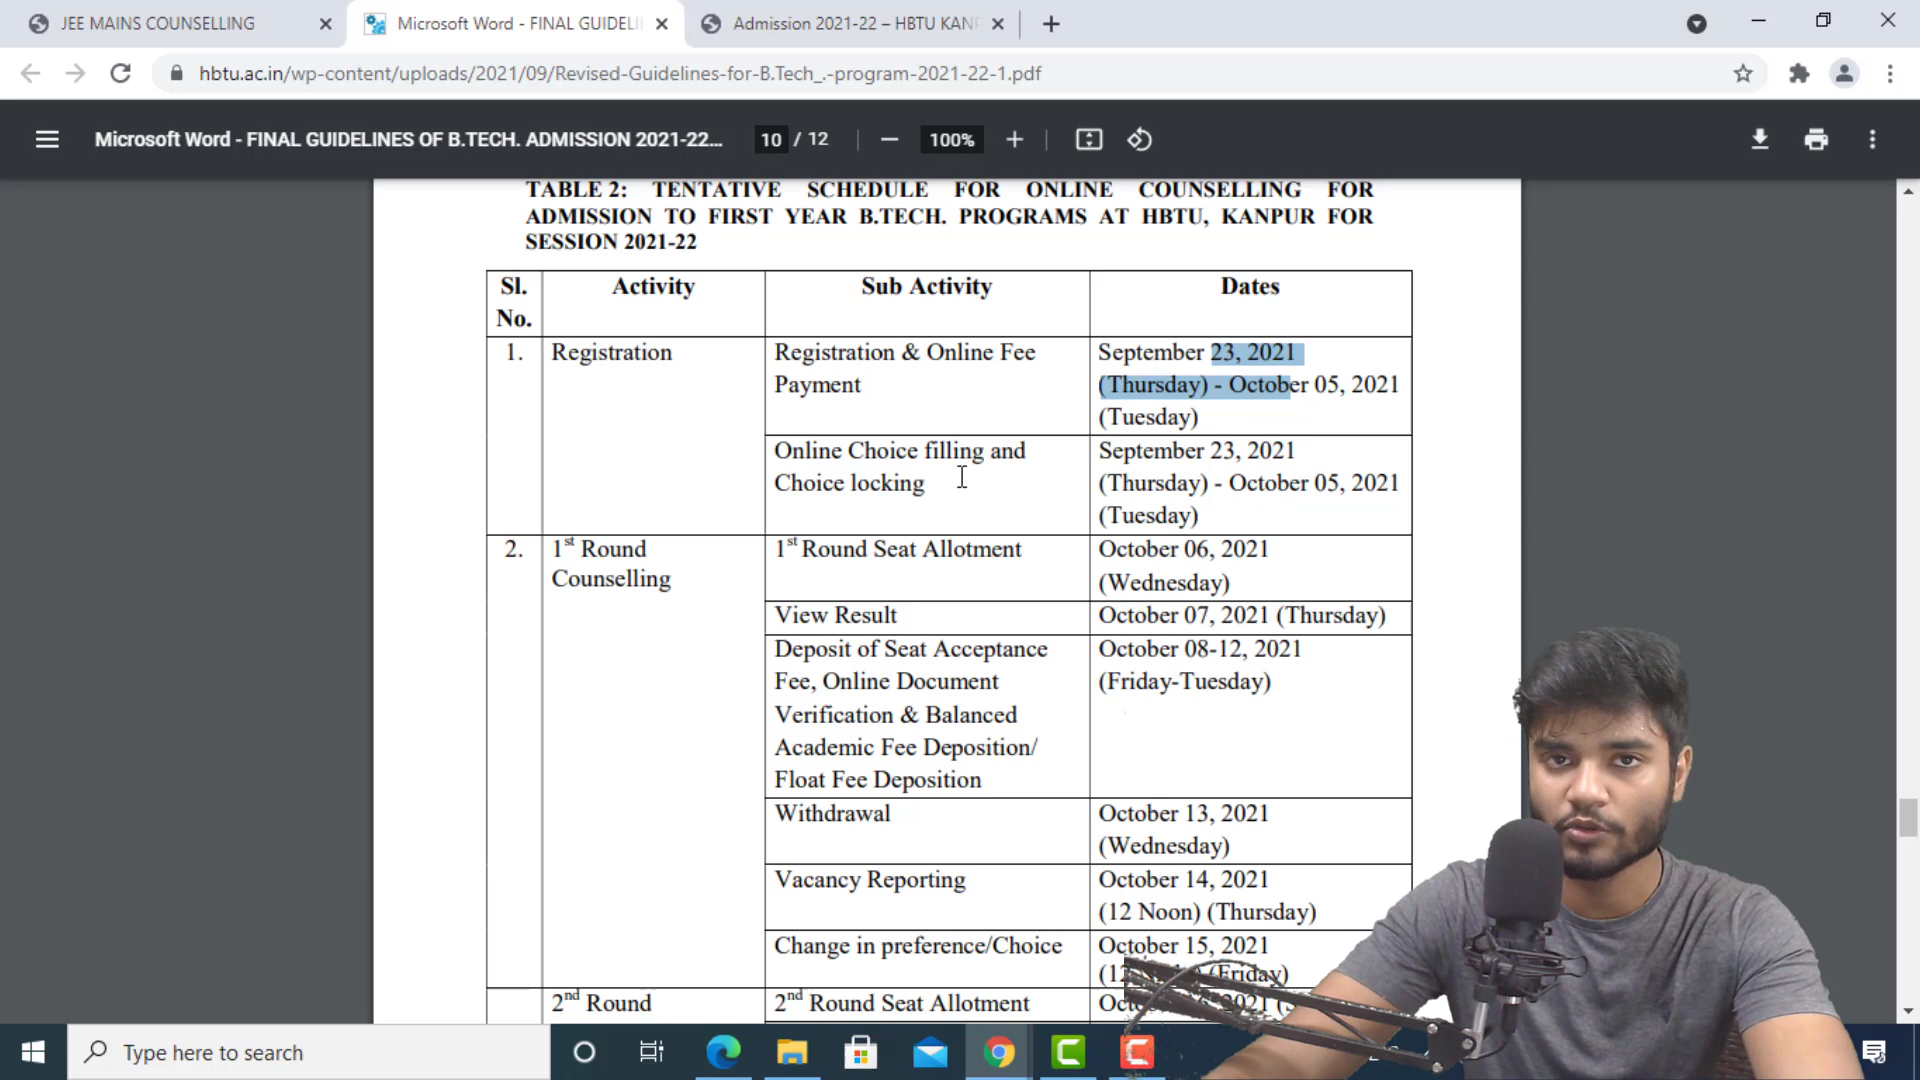 JEE MAINS COUNSELLING
Microsoft Word - FINAL GUIDELI
Admission 2021-22 – HBTU KANP
hbtu.ac.in/wp-content/uploads/2021/09/Revised-Guidelines-for-B.Tech_.-program-2021-22-1.pdf
Microsoft Word - FINAL GUIDELINES OF B.TECH. ADMISSION 2021-22... 10 / 12 100%
TABLE 2: TENTATIVE SCHEDULE FOR ONLINE COUNSELLING FOR
ADMISSION TO FIRST YEAR B.TECH. PROGRAMS AT HBTU, KANPUR FOR
SESSION 2021-22
Sl. No.
Activity
Sub Activity
Dates
1.
Registration
Registration & Online Fee
Payment
September 23, 2021
(Thursday) - October 05, 2021
(Tuesday)
Online Choice filling and
Choice locking
September 23, 2021
(Thursday) - October 05, 2021
(Tuesday)
2.
1st Round
Counselling
1st Round Seat Allotment
October 06, 2021
(Wednesday)
View Result
October 07, 2021 (Thursday)
Deposit of Seat Acceptance
Fee, Online Document
Verification & Balanced
Academic Fee Deposition/
Float Fee Deposition
October 08-12, 2021
(Friday-Tuesday)
Withdrawal
October 13, 2021
(Wednesday)
Vacancy Reporting
October 14, 2021
(12 Noon) (Thursday)
Change in preference/Choice
October 15, 2021
(Friday)
2nd Round
2nd Round Seat Allotment
2021
Type here to search